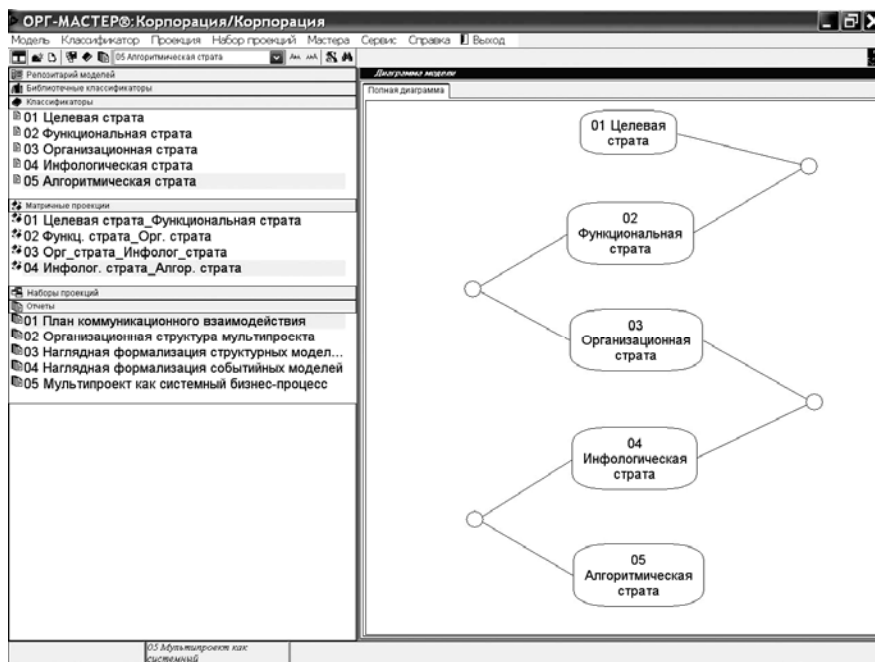 ОРГ-МАСТЕР®:Корпорация/Корпорация
Модель Классификатор Проекция Набор проекций Мастера Сервис Справка Выход
05 Алгоритмическая страта
Репозитарий моделей
Библиотечные классификаторы
Классификаторы
01 Целевая страта
02 Функциональная страта
03 Организационная страта
04 Инфологическая страта
05 Алгоритмическая страта
Матричные проекции
01 Целевая страта_Функциональная страта
02 Функц. страта_Орг. страта
03 Орг_страта_Инфолог_страта
04 Инфолог. страта_Алгор. страта
Наборы проекций
Отчеты
01 План коммуникационного взаимодействия
02 Организационная структура мультипроекта
03 Наглядная формализация структурных модел...
04 Наглядная формализация событийных моделей
05 Мультипроект как системный бизнес-процесс
Диаграмма модели
Полная диаграмма
01 Целевая
страта
02
Функциональная
страта
03
Организационная
страта
04
Инфологическая
страта
05
Алгоритмическая
страта
05 Мультипроект как
системный